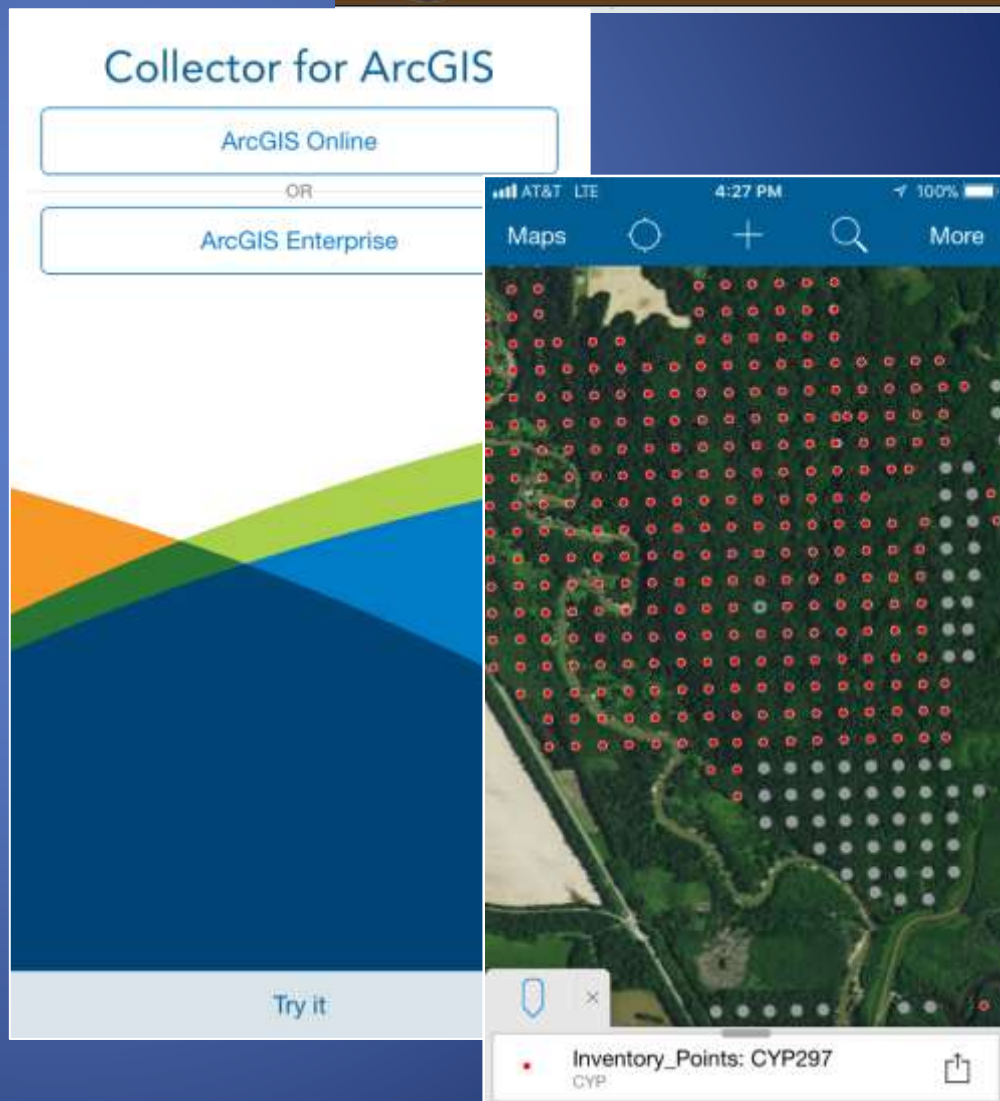 Collector for ArcGIS
ArcGIS Online
OR
ArcGIS Enterprise
Try it
AT&T LTE 4:27 PM 100%
Maps More
Inventory_Points: CYP297
CYP